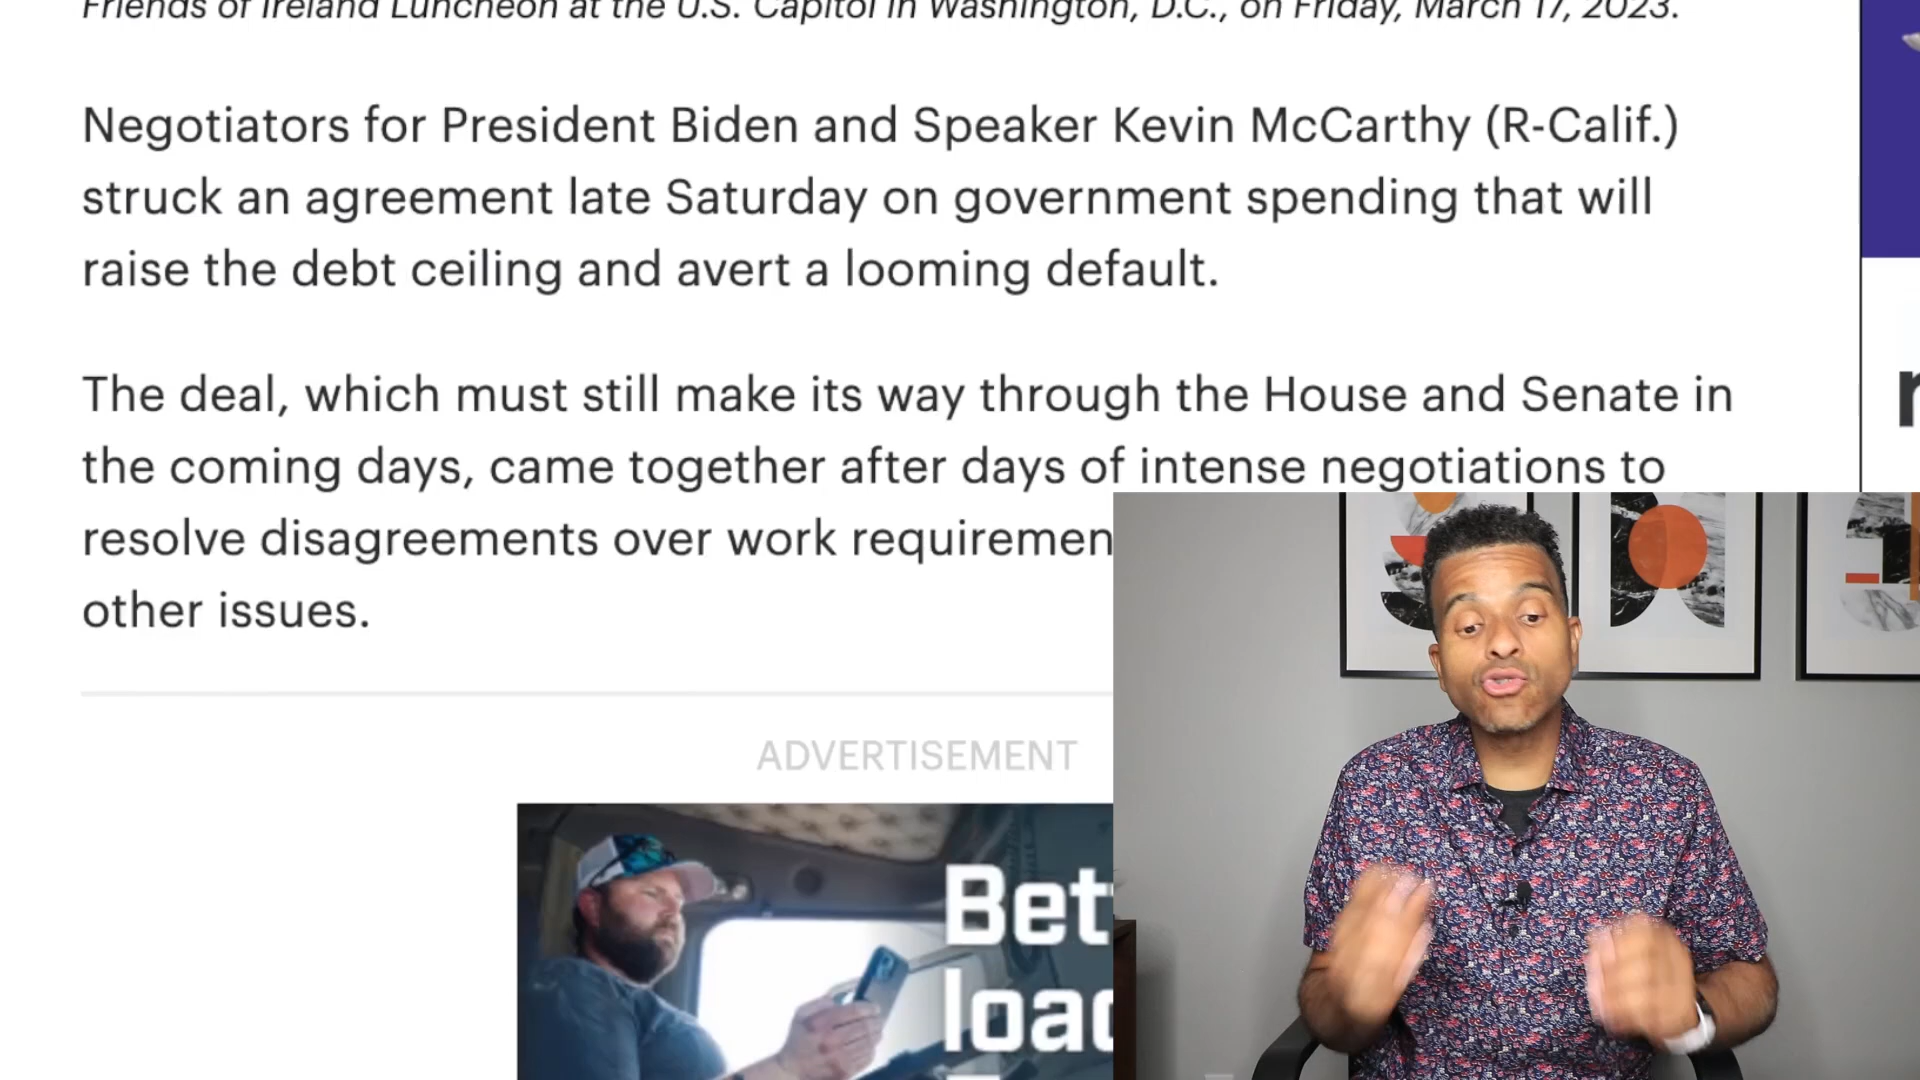 Friends of Ireland Luncheon at the U.S. Capitol in Washington, D.C., on Friday, March 17, 2023.
Negotiators for President Biden and Speaker Kevin McCarthy (R-Calif.)
struck an agreement late Saturday on government spending that will
raise the debt ceiling and avert a looming default.
The deal, which must still make its way through the House and Senate in
the coming days, came together after days of intense negotiations to
resolve disagreements over work requiremen
other issues.
ADVERTISEMENT
Bet
load